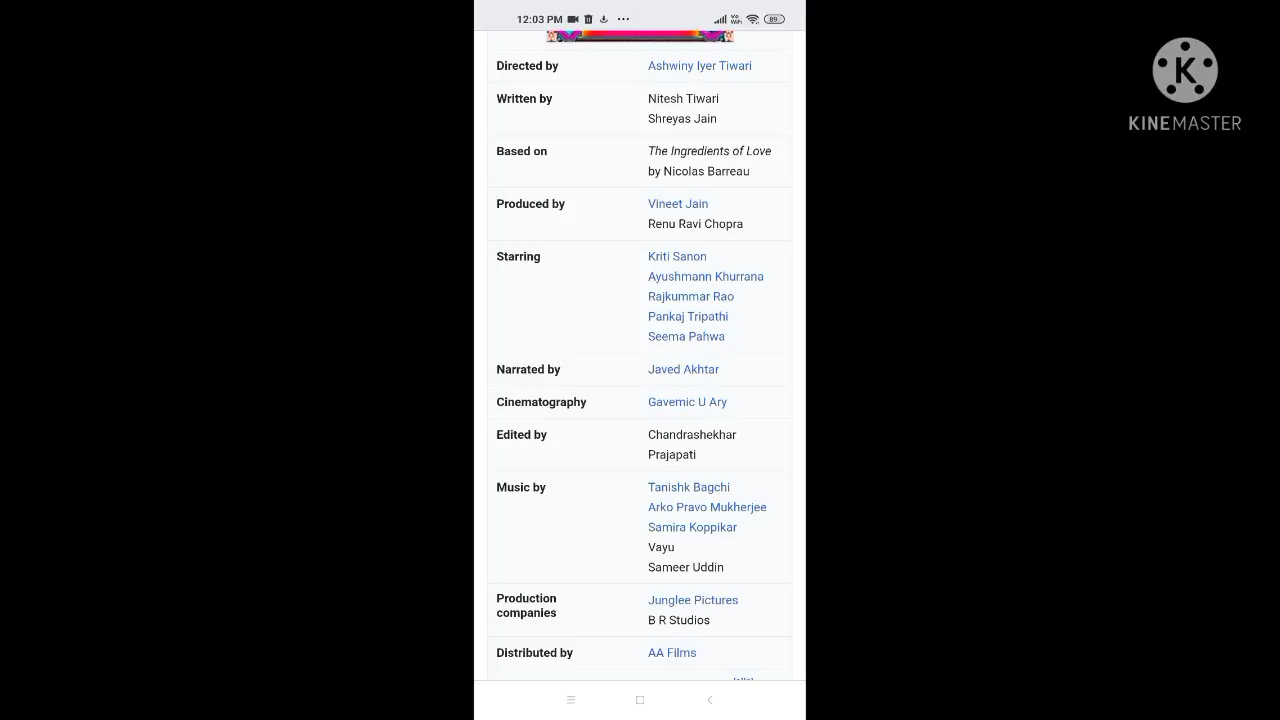 12:03 PM
Vo
WiFi
89
K
KINEMASTER
Directed by Ashwiny Iyer Tiwari
Written by Nitesh Tiwari
Shreyas Jain
Based on The Ingredients of Love
by Nicolas Barreau
Produced by Vineet Jain
Renu Ravi Chopra
Starring Kriti Sanon
Ayushmann Khurrana
Rajkummar Rao
Pankaj Tripathi
Seema Pahwa
Narrated by Javed Akhtar
Cinematography Gavemic U Ary
Edited by Chandrashekhar
Prajapati
Music by Tanishk Bagchi
Arko Pravo Mukherjee
Samira Koppikar
Vayu
Sameer Uddin
Production Junglee Pictures
companies B R Studios
Distributed by AA Films